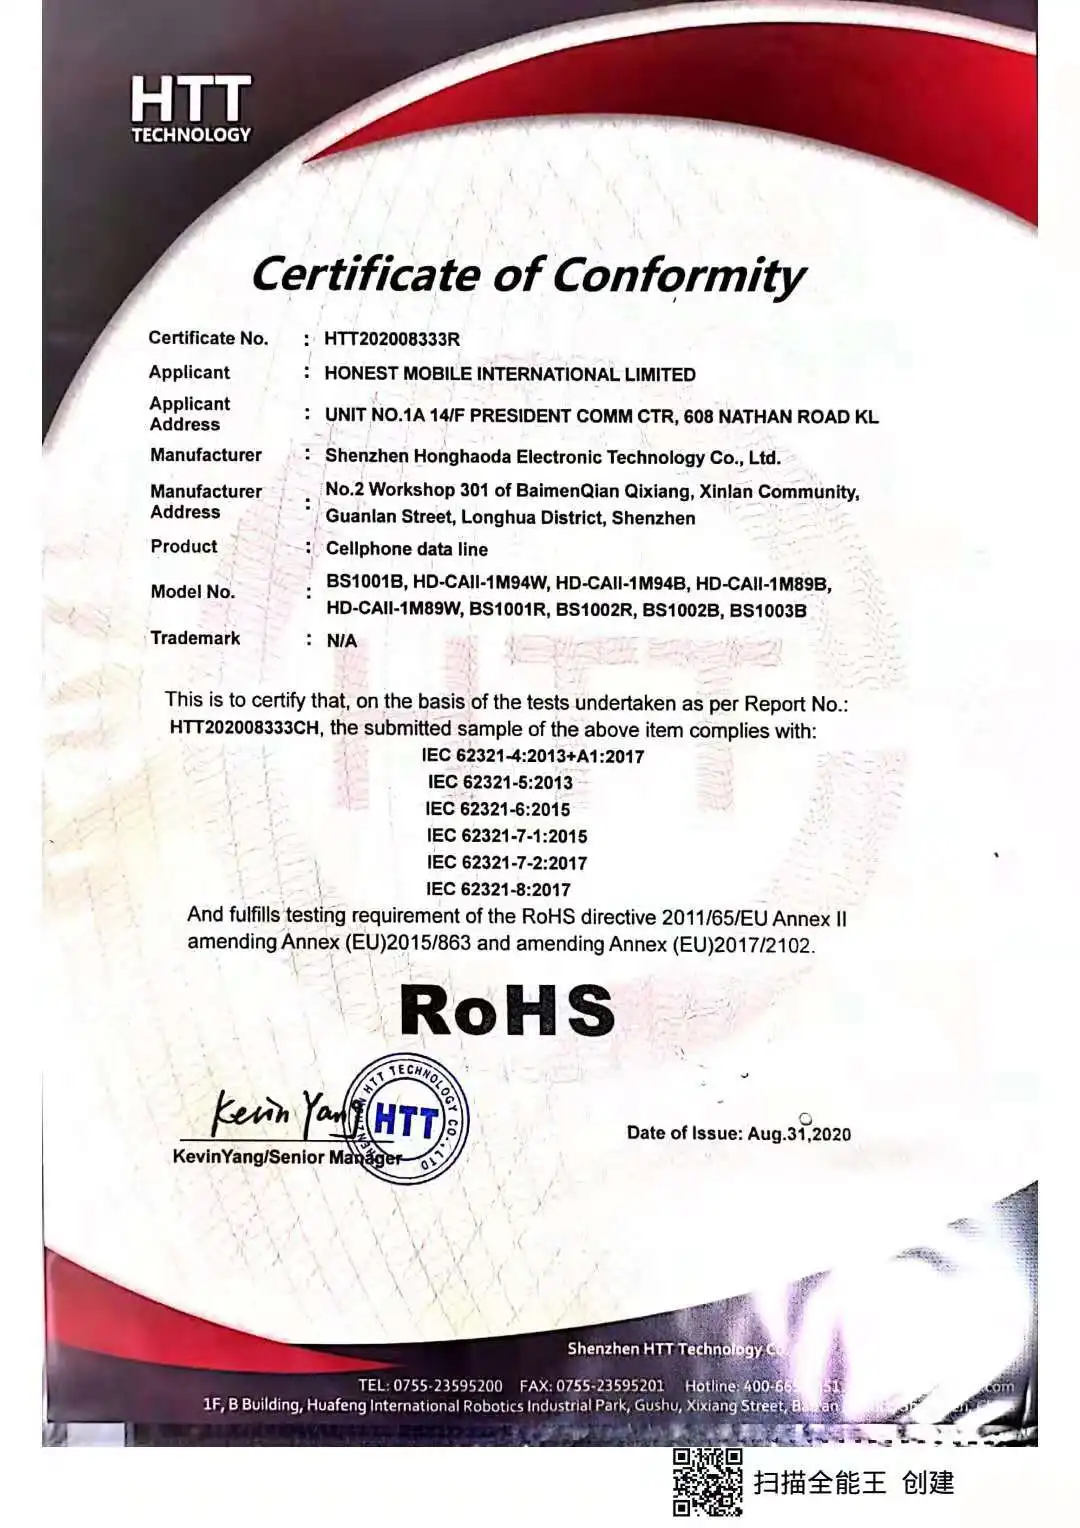 HTT
TECHNOLOGY
Certificate of Conformity
Certificate No. : HTT202008333R
Applicant : HONEST MOBILE INTERNATIONAL LIMITED
Applicant
Address : UNIT NO.1A 14/F PRESIDENT COMM CTR, 608 NATHAN ROAD KL
Manufacturer : Shenzhen Honghaoda Electronic Technology Co., Ltd.
Manufacturer
Address : No.2 Workshop 301 of BaimenQian Qixiang, Xinlan Community,
Guanlan Street, Longhua District, Shenzhen
Product : Cellphone data line
Model No. : BS1001B, HD-CAII-1M94W, HD-CAII-1M94B, HD-CAII-1M89B,
HD-CAII-1M89W, BS1001R, BS1002R, BS1002B, BS1003B
Trademark : N/A
HTT
This is to certify that, on the basis of the tests undertaken as per Report No.:
HTT202008333CH, the submitted sample of the above item complies with:
IEC 62321-4:2013+A1:2017
IEC 62321-5:2013
IEC 62321-6:2015
IEC 62321-7-1:2015
IEC 62321-7-2:2017
IEC 62321-8:2017
And fulfills testing requirement of the RoHS directive 2011/65/EU Annex II
amending Annex (EU)2015/863 and amending Annex (EU)2017/2102.
RoHS
Kevin Yang
SHENZHEN HTT TECHNOLOGY CO., LTD
HTT
KevinYang/Senior Manager
Date of Issue: Aug.31,2020
Shenzhen HTT Technology Co.
TEL: 0755-23595200 FAX: 0755-23595201 Hotline: 400-66
1F, B Building, Huafeng International Robotics Industrial Park, Gushu, Xixiang Street,
扫描全能王 创建